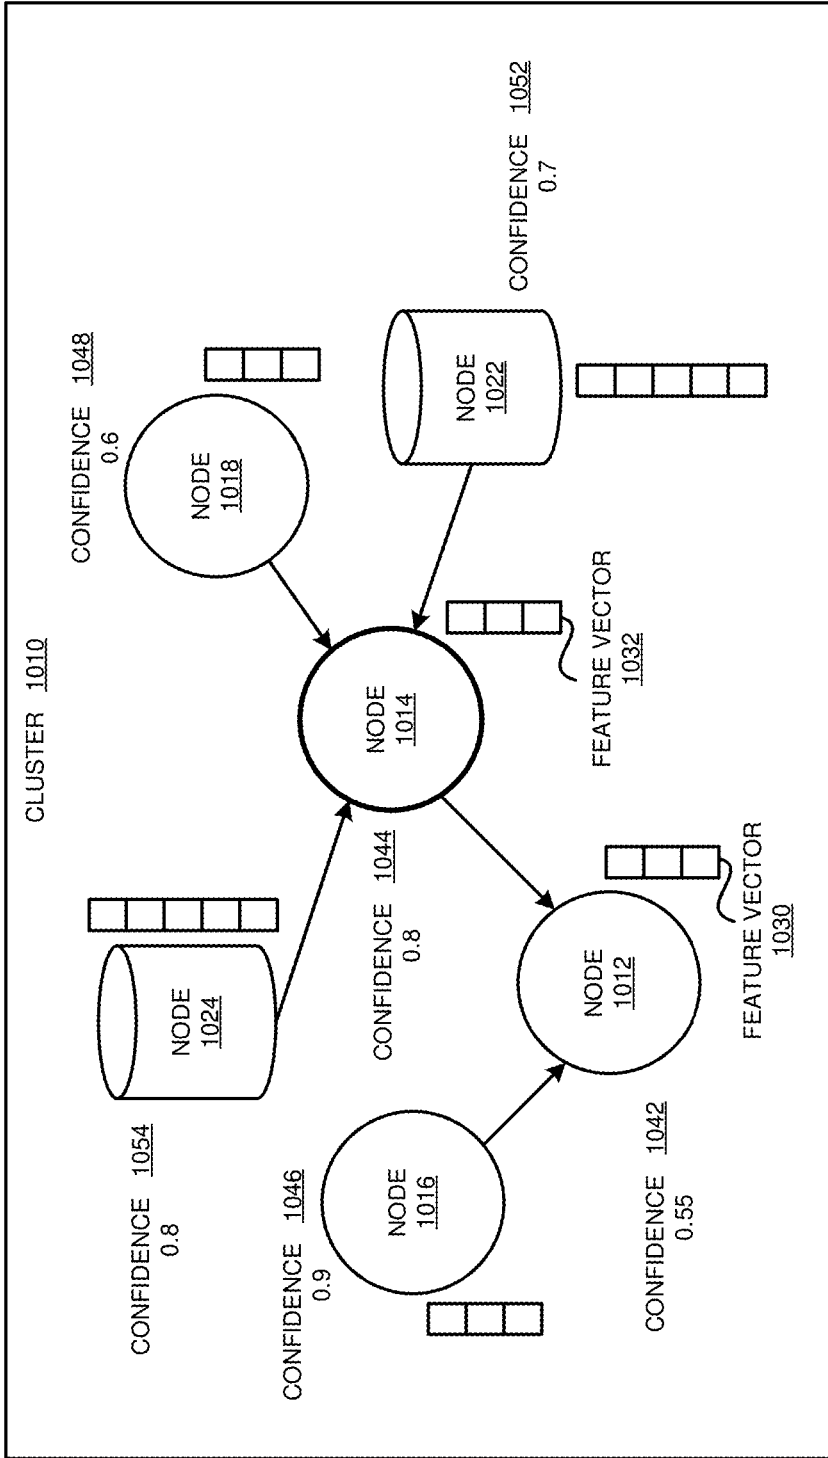 CLUSTER 1010
CONFIDENCE 1054
0.8
NODE
1024
CONFIDENCE 1048
0.6
NODE
1018
CONFIDENCE 1046
0.9
NODE
1016
CONFIDENCE 1044
0.8
NODE
1014
NODE
1022
CONFIDENCE 1052
0.7
FEATURE VECTOR
1032
NODE
1012
CONFIDENCE 1042
0.55
FEATURE VECTOR
1030